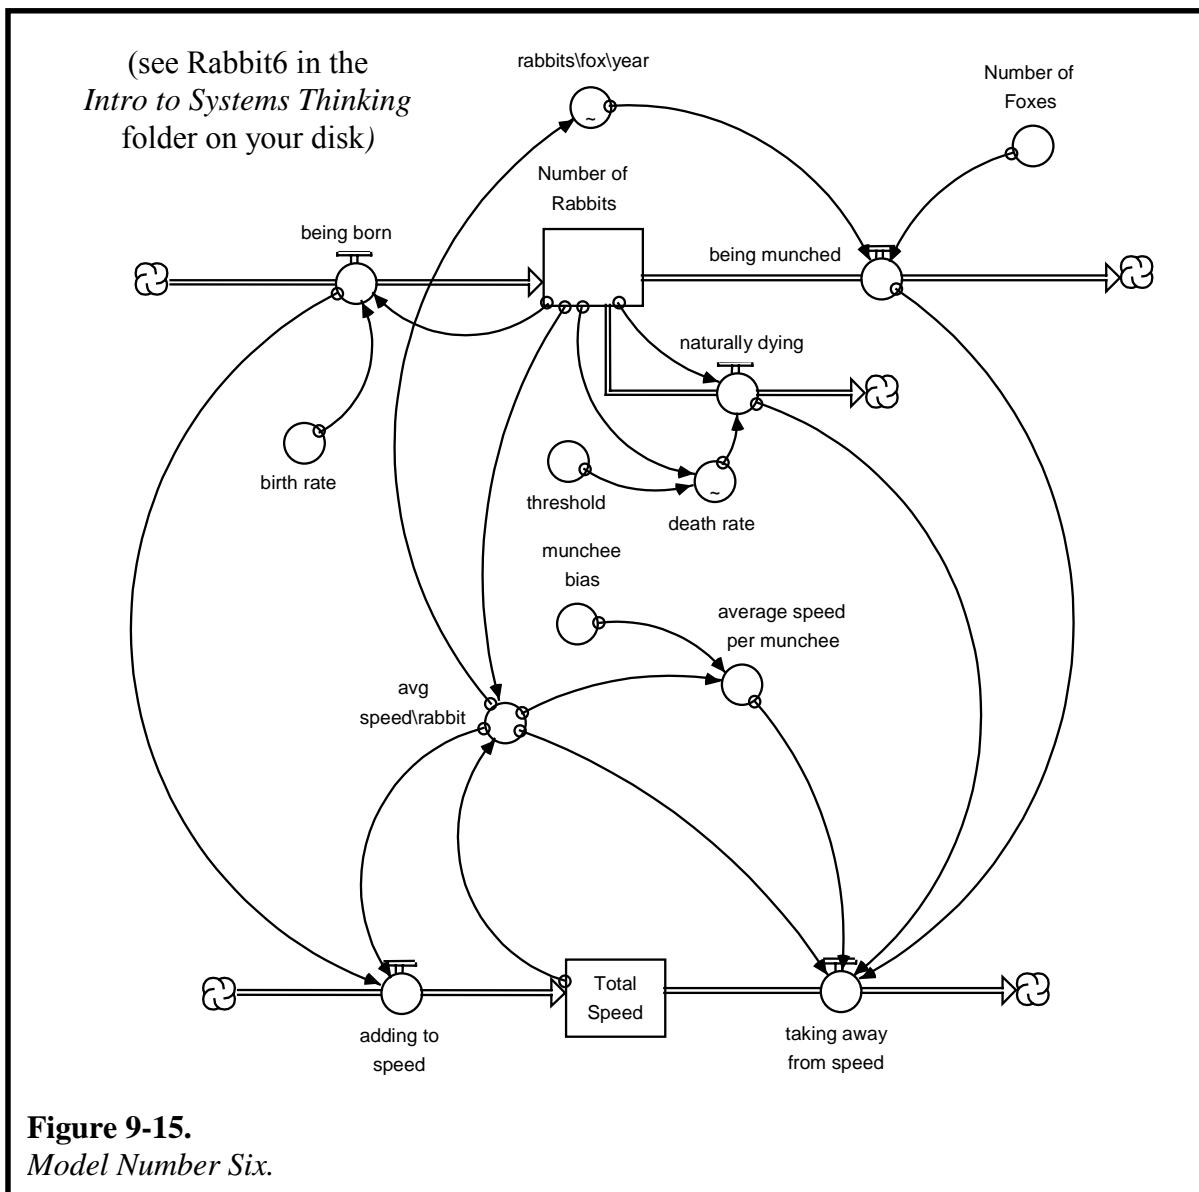 (see Rabbit6 in the
Intro to Systems Thinking
folder on your disk)
rabbits\fox\year
Number of
Foxes
~
Number of
Rabbits
being born
being munched
naturally dying
birth rate
threshold
~
death rate
munchee
bias
average speed
per munchee
avg
speed\rabbit
Total
Speed
adding to
speed
taking away
from speed
Figure 9-15.
Model Number Six.